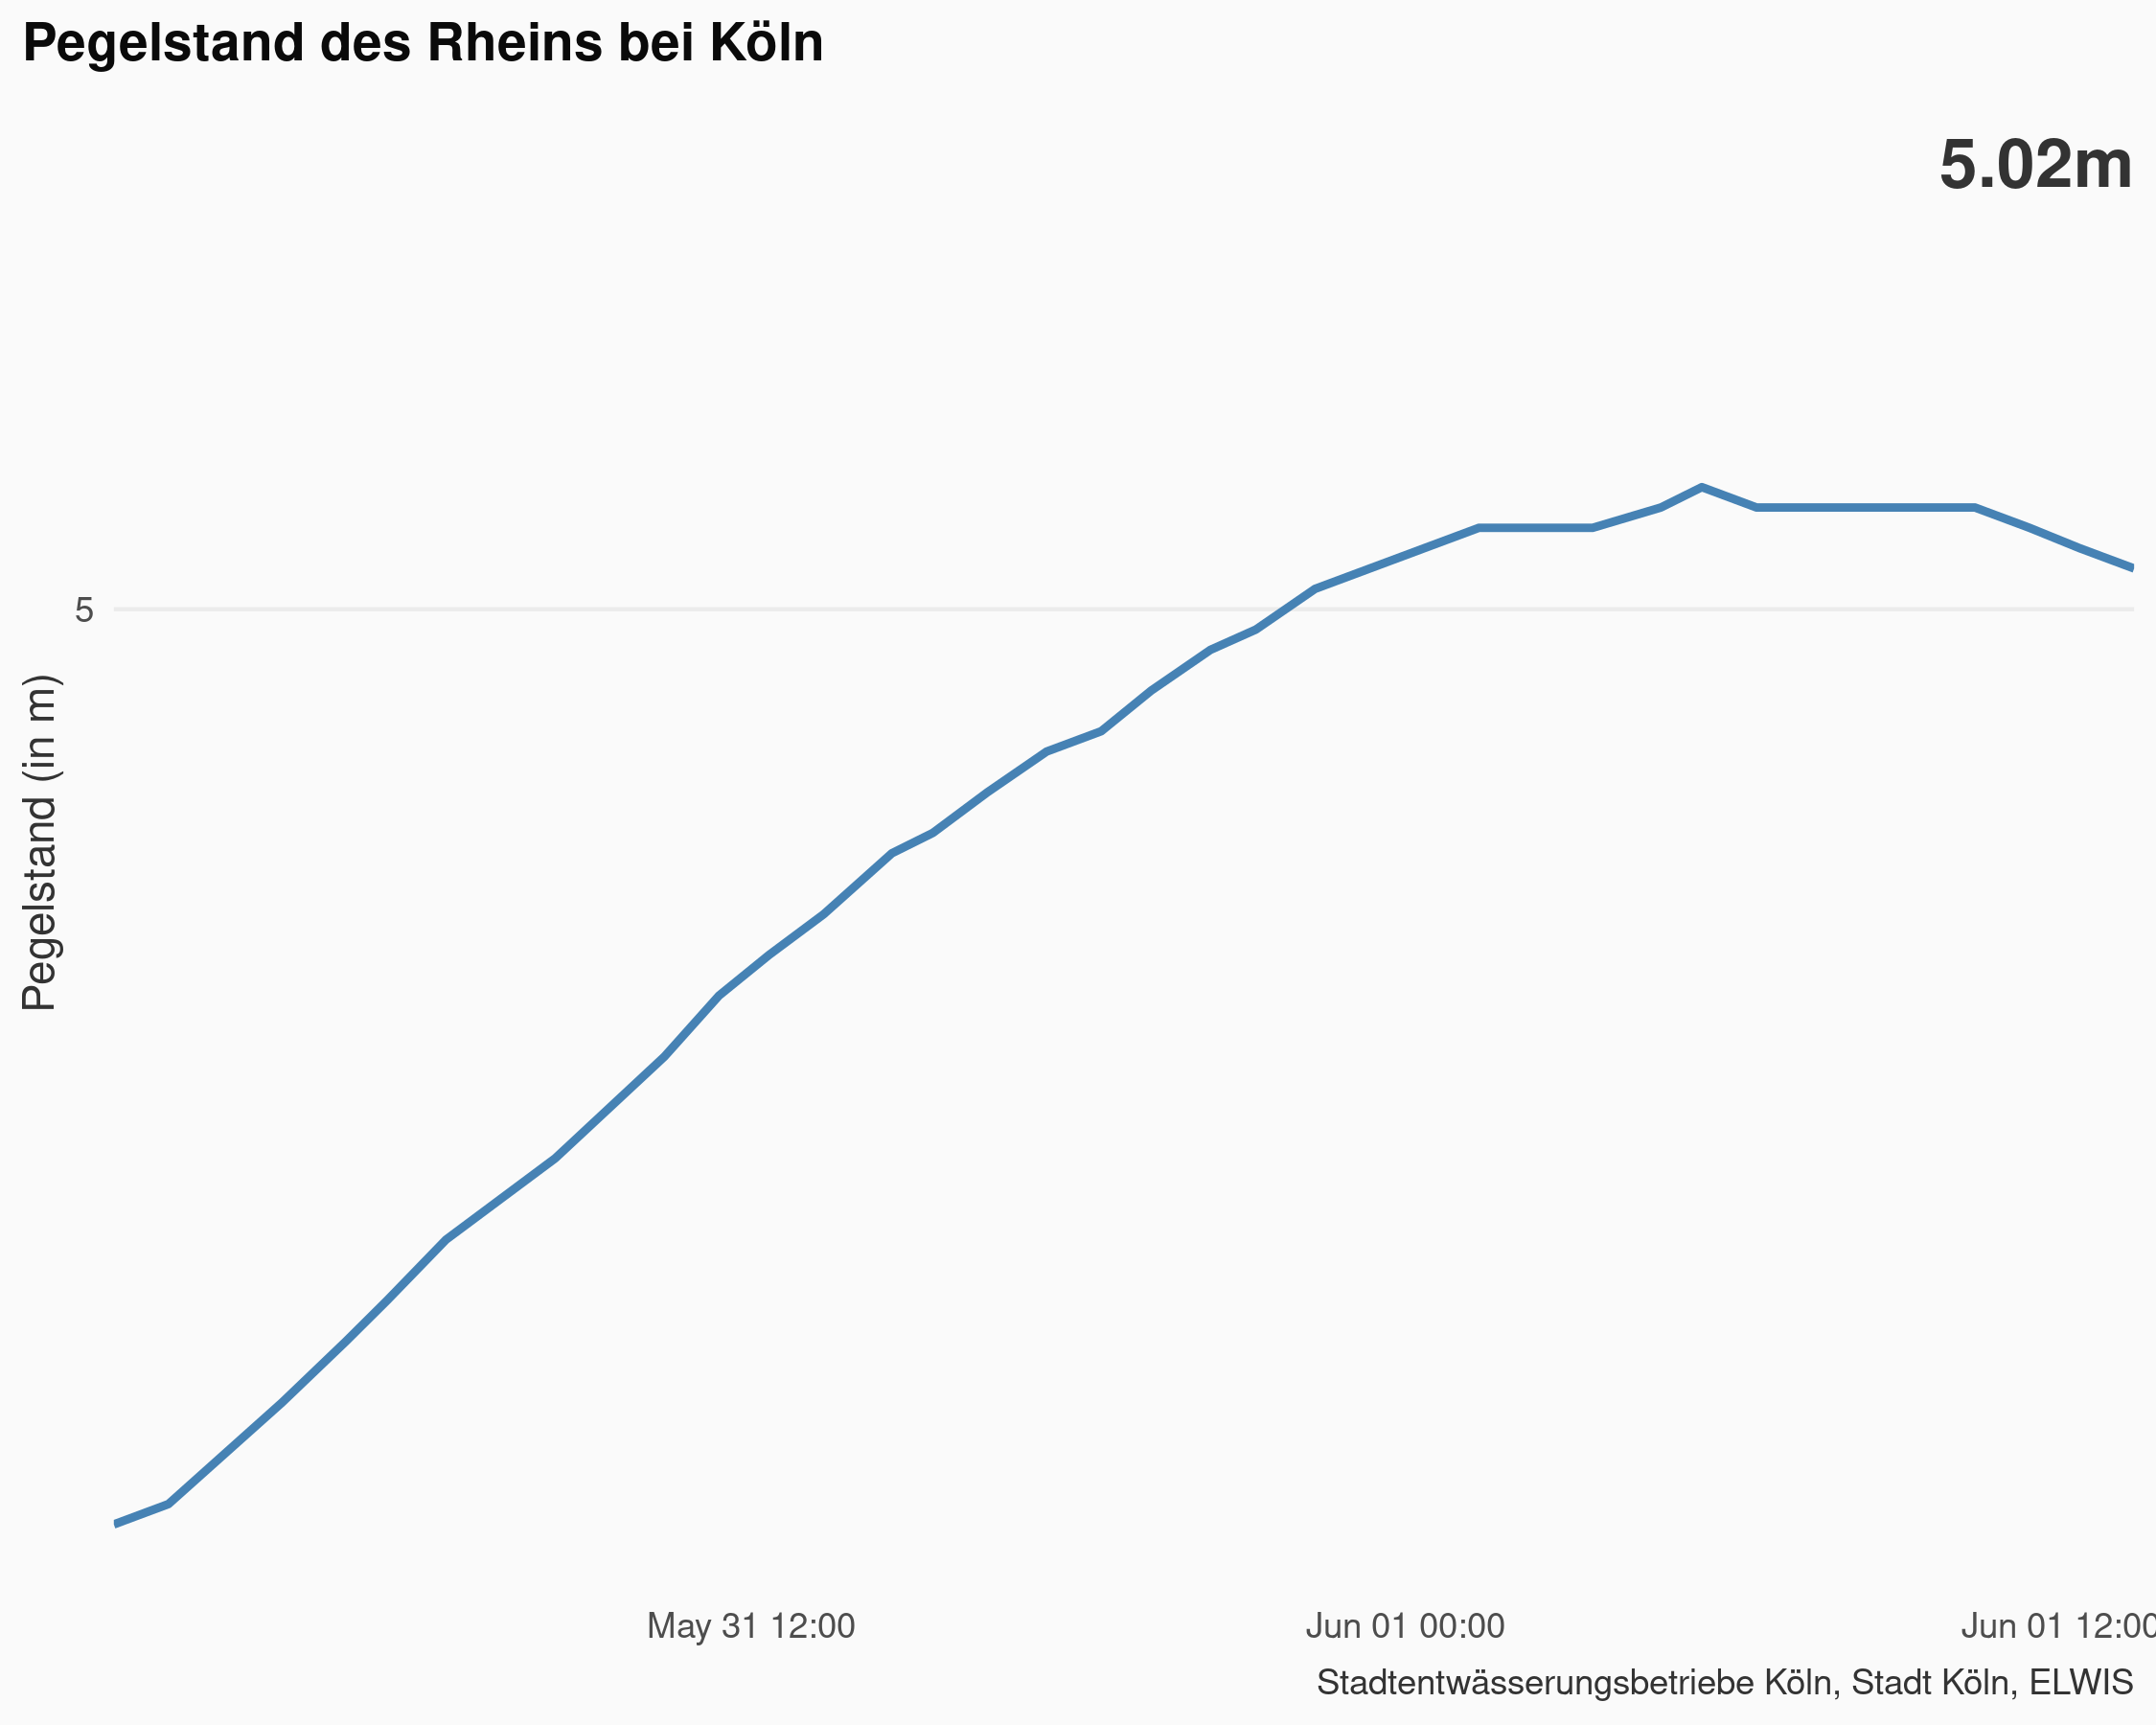 Pegelstand des Rheins bei Köln
5.02m
5
Pegelstand (in m)
May 31 12:00
Jun 01 00:00
Jun 01 12:00
Stadtentwässerungsbetriebe Köln, Stadt Köln, ELWIS